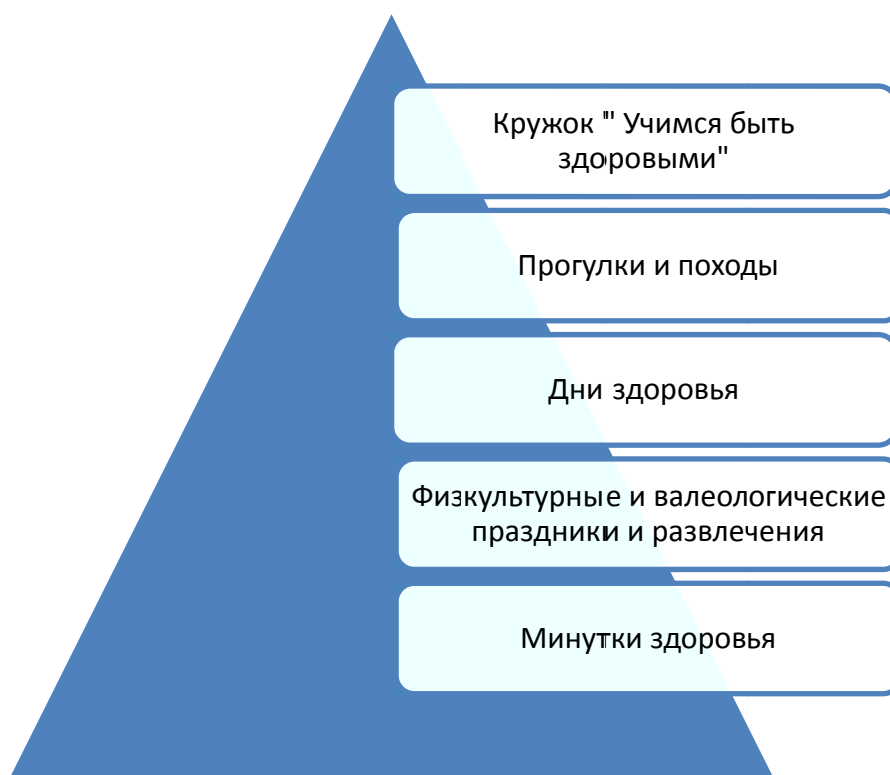 Кружок " Учимся быть
здоровыми"
Прогулки и походы
Дни здоровья
Физкультурные и валеологические
праздники и развлечения
Минутки здоровья